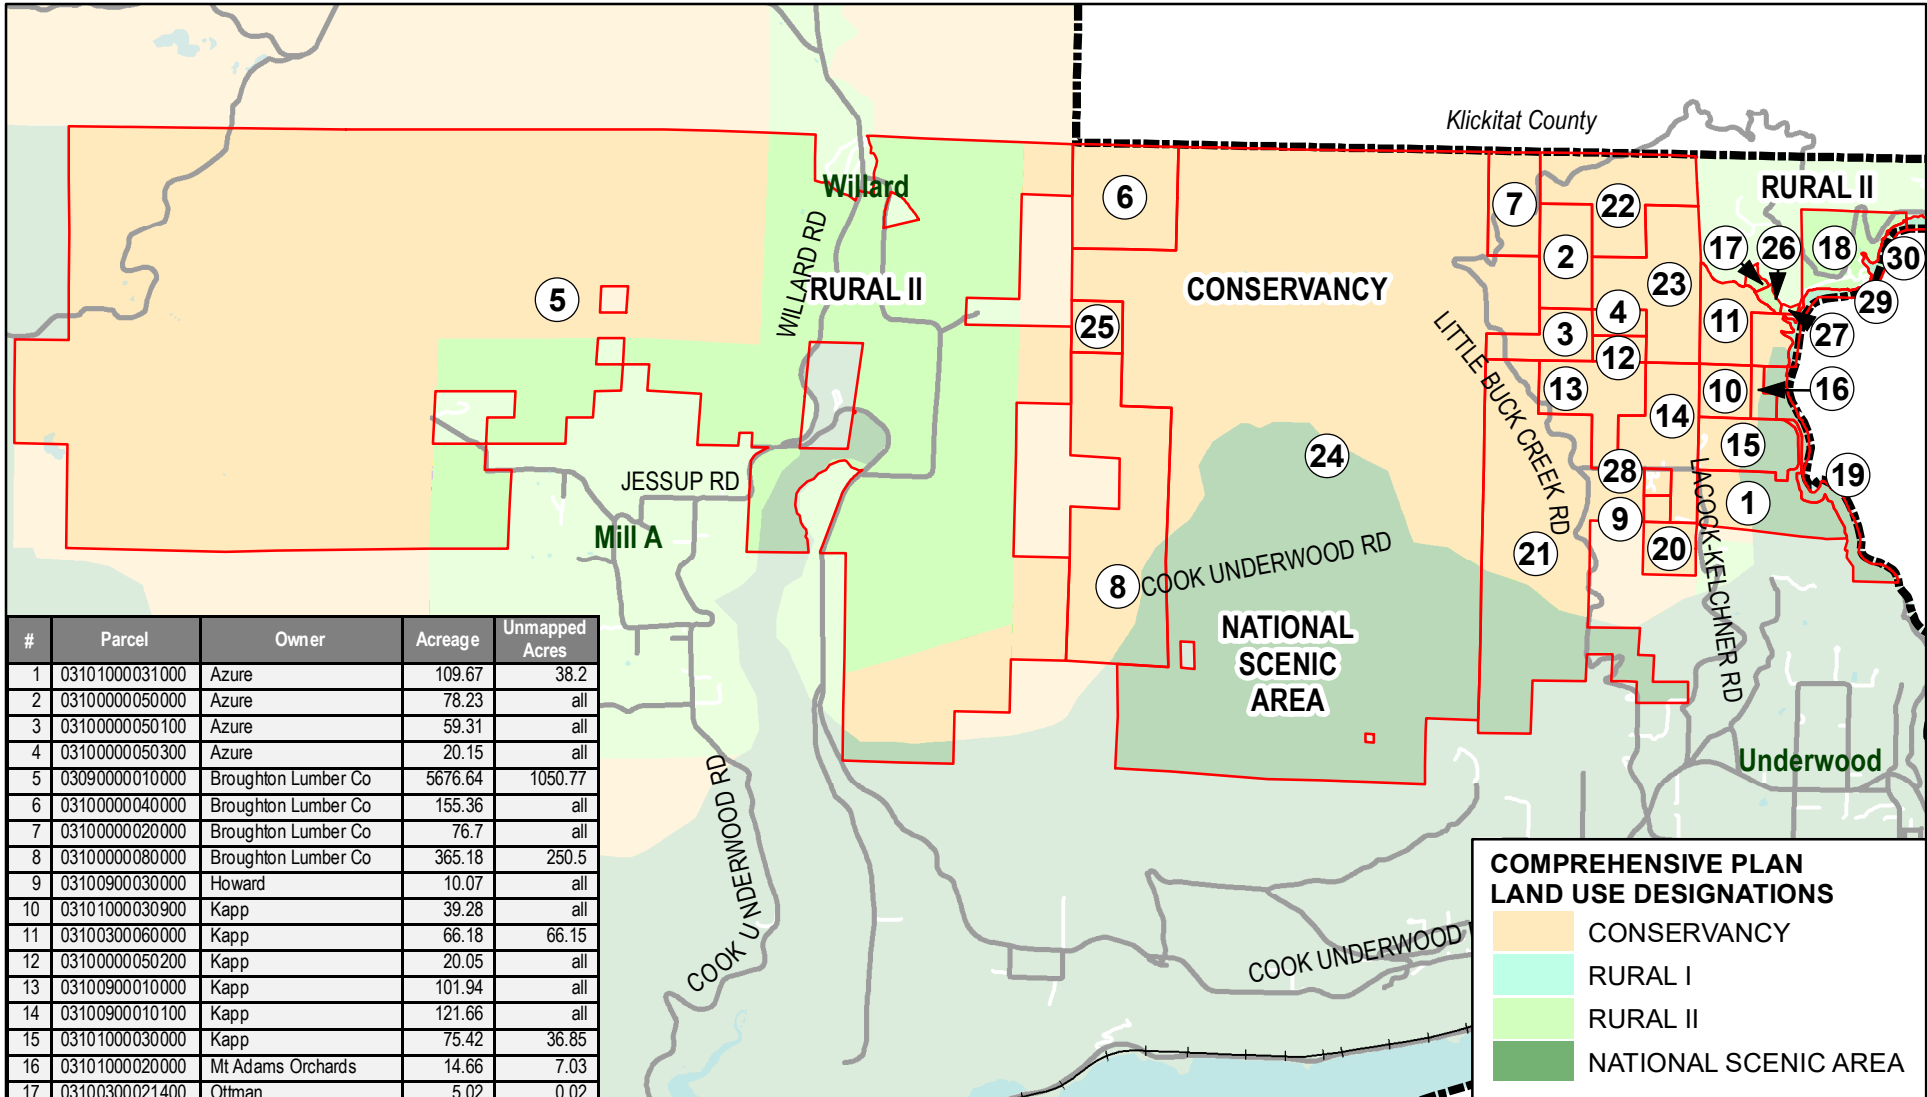 Klickitat County
Willard
WILLARD RD
RURAL II
CONSERVANCY
RURAL II
6
7
22
17
26
18
30
2
23
5
25
4
29
3
11
27
12
LITTLE BUCK CREEK RD
13
10
16
14
15
24
JESSUP RD
28
19
LACOCK-KELCHNER RD
1
Mill A
9
20
21
8
COOK UNDERWOOD RD
NATIONAL
SCENIC
AREA
Underwood
COOK UNDERWOOD RD
COOK UNDERWOOD
# Parcel Owner Acreage Unmapped Acres
1 03101000031000 Azure 109.67 38.2
2 03100000050000 Azure 78.23 all
3 03100000050100 Azure 59.31 all
4 03100000050300 Azure 20.15 all
5 03090000010000 Broughton Lumber Co 5676.64 1050.77
6 03100000040000 Broughton Lumber Co 155.36 all
7 03100000020000 Broughton Lumber Co 76.7 all
8 03100000080000 Broughton Lumber Co 365.18 250.5
9 03100900030000 Howard 10.07 all
10 03101000030900 Kapp 39.28 all
11 03100300060000 Kapp 66.18 66.15
12 03100000050200 Kapp 20.05 all
13 03100900010000 Kapp 101.94 all
14 03100900010100 Kapp 121.66 all
15 03101000030000 Kapp 75.42 36.85
16 03101000020000 Mt Adams Orchards 14.66 7.03
17 03100300021400 Ottman 5.02 0.02
COMPREHENSIVE PLAN
LAND USE DESIGNATIONS
CONSERVANCY
RURAL I
RURAL II
NATIONAL SCENIC AREA